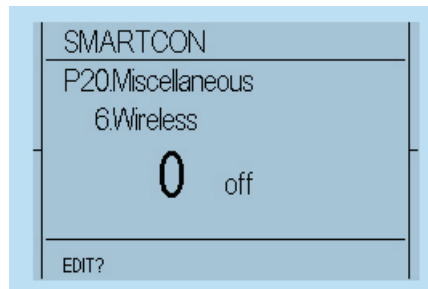 SMARTCON
P20.Miscellaneous
6.Wireless
0 off
EDIT?